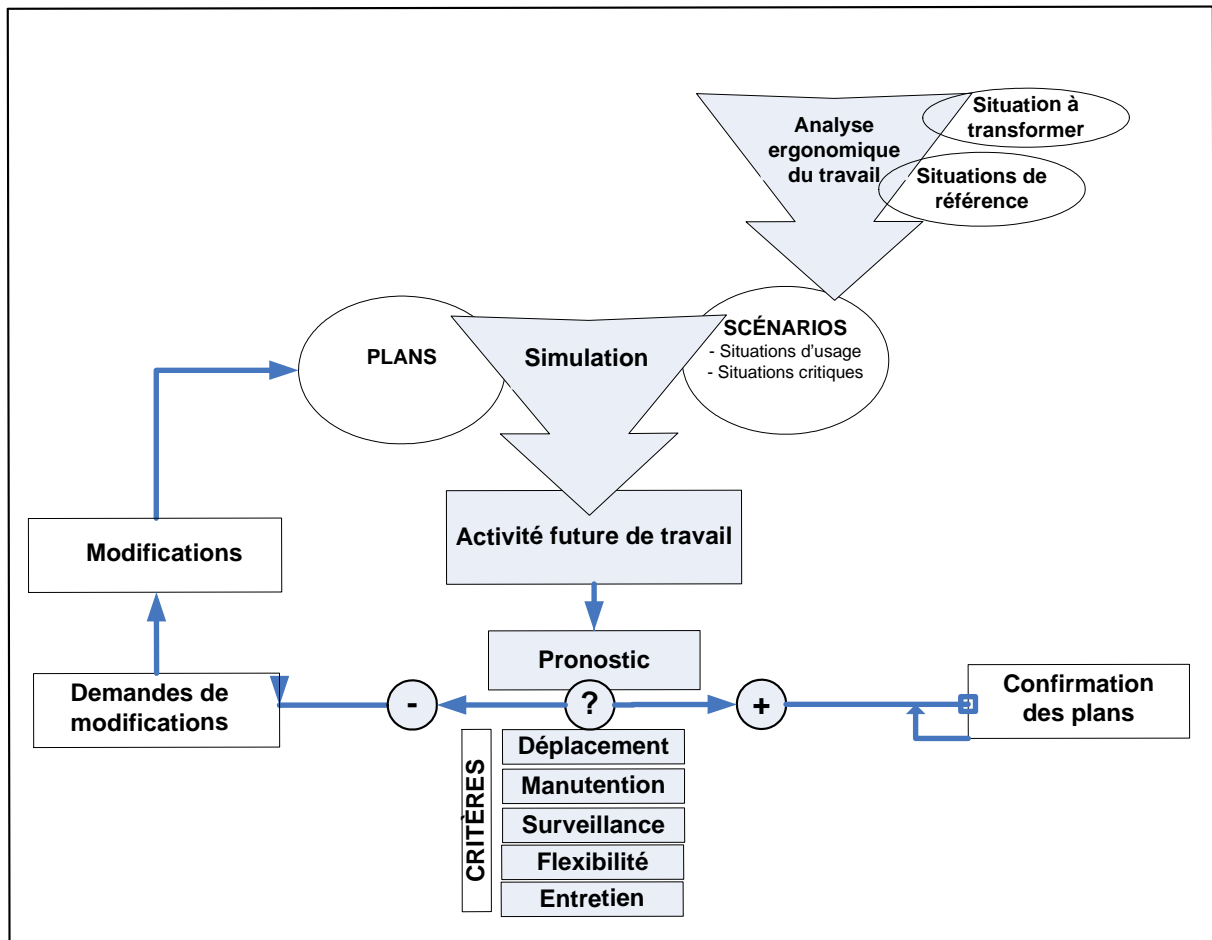 Analyse
ergonomique
du travail
Situation à
transformer
Situations de
référence
PLANS
Simulation
SCÉNARIOS
- Situations d'usage
- Situations critiques
Activité future de travail
Modifications
Pronostic
Demandes de
modifications
-
?
+
Confirmation
des plans
CRITÈRES
Déplacement
Manutention
Surveillance
Flexibilité
Entretien